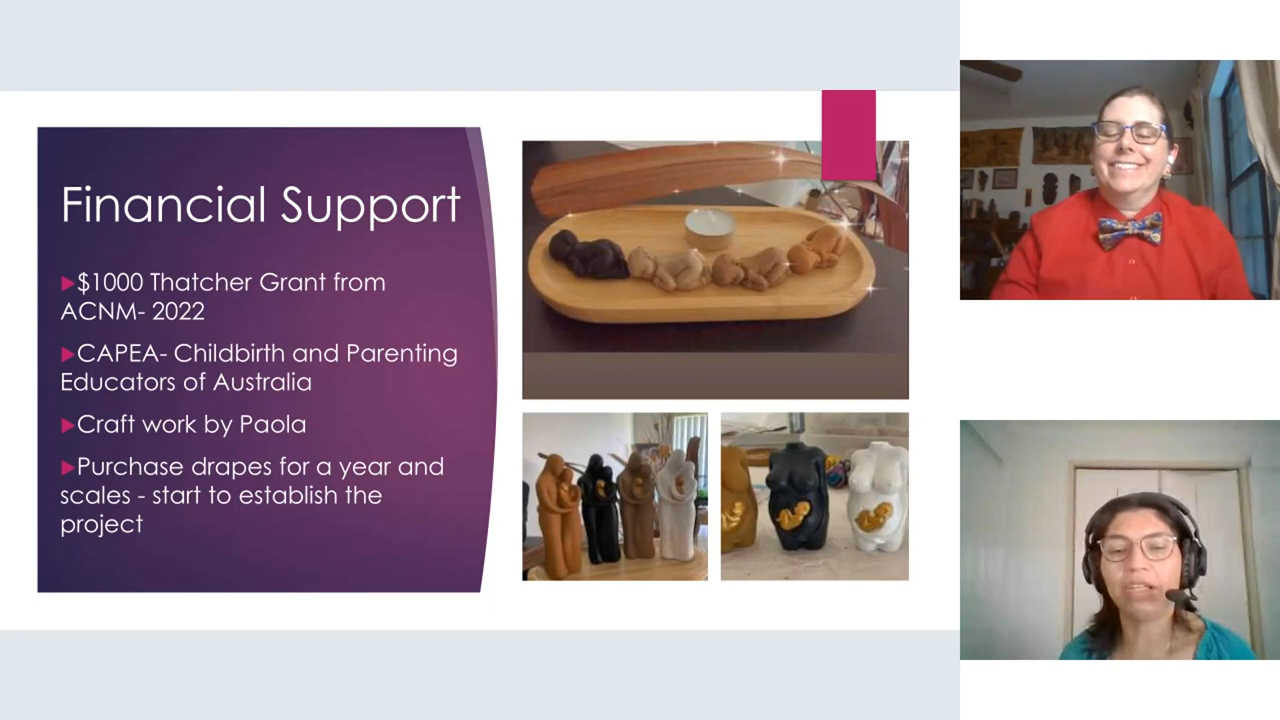 Financial Support
$1000 Thatcher Grant from
ACNM- 2022
CAPEA- Childbirth and Parenting
Educators of Australia
Craft work by Paola
Purchase drapes for a year and
scales - start to establish the
project